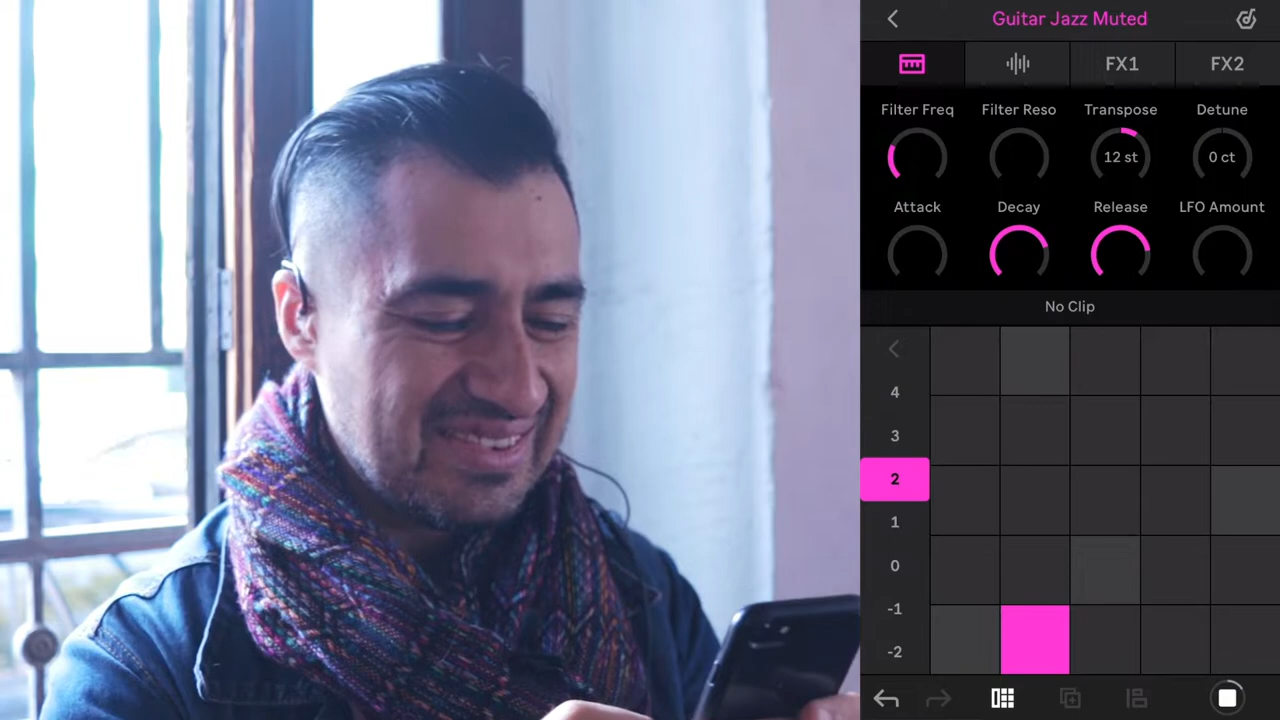 Guitar Jazz Muted
FX1 FX2
Filter Freq Filter Reso Transpose Detune
12 st 0 ct
Attack Decay Release LFO Amount
No Clip
4
3
2
1
0
-1
-2